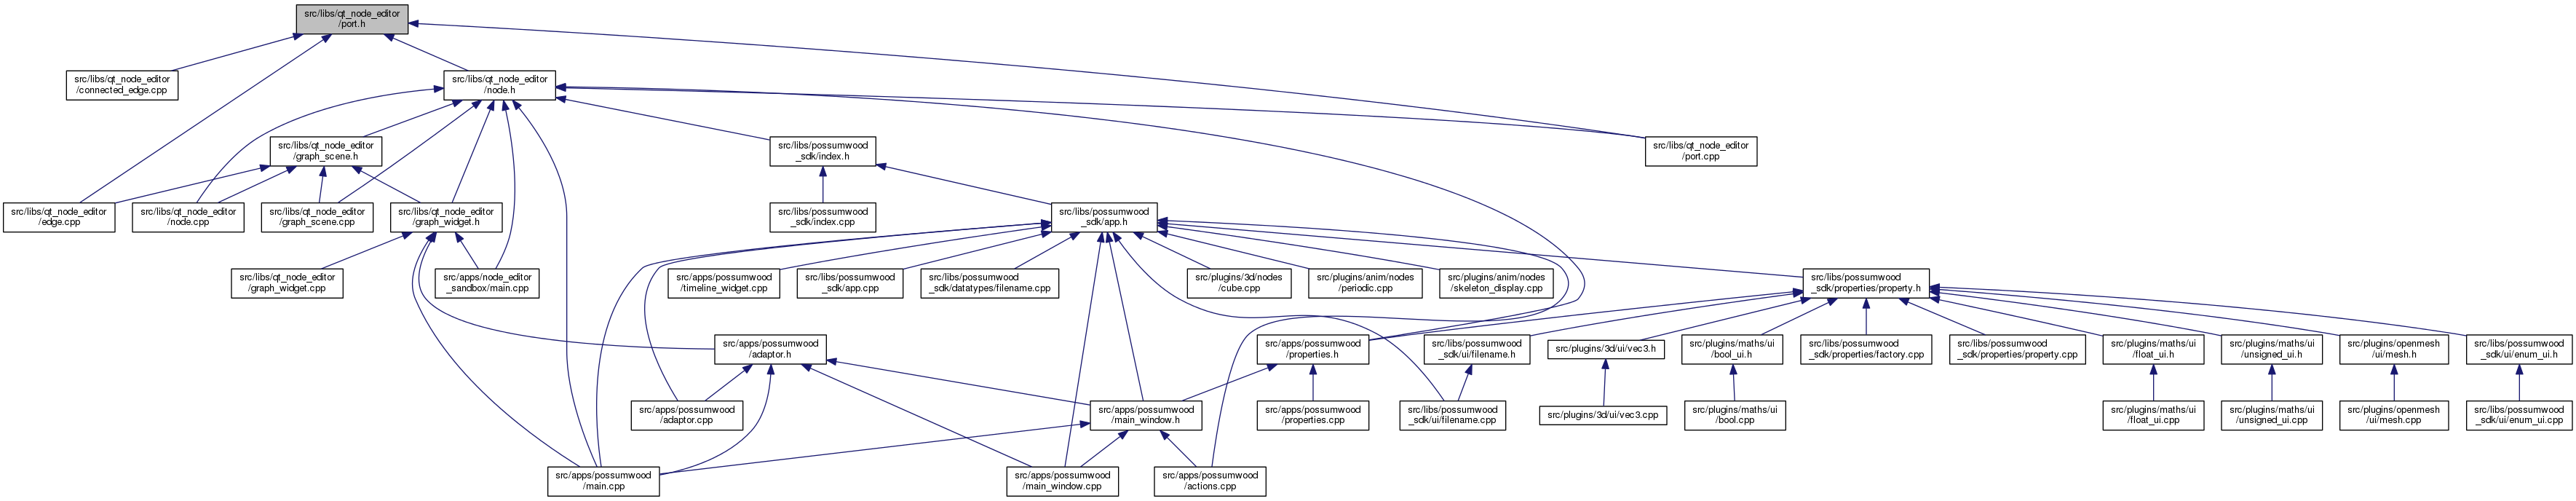 src/libs/qt_node_editor
/port.h
src/libs/qt_node_editor
/connected_edge.cpp
src/libs/qt_node_editor
/node.h
src/libs/qt_node_editor
/graph_scene.h
src/libs/possumwood
_sdk/index.h
src/libs/qt_node_editor
/port.cpp
src/libs/qt_node_editor
/edge.cpp
src/libs/qt_node_editor
/node.cpp
src/libs/qt_node_editor
/graph_scene.cpp
src/libs/qt_node_editor
/graph_widget.h
src/libs/possumwood
_sdk/index.cpp
src/libs/possumwood
_sdk/app.h
src/libs/qt_node_editor
/graph_widget.cpp
src/apps/node_editor
_sandbox/main.cpp
src/apps/possumwood
/timeline_widget.cpp
src/libs/possumwood
_sdk/app.cpp
src/libs/possumwood
_sdk/datatypes/filename.cpp
src/plugins/3d/nodes
/cube.cpp
src/plugins/anim/nodes
/periodic.cpp
src/plugins/anim/nodes
/skeleton_display.cpp
src/libs/possumwood
_sdk/properties/property.h
src/apps/possumwood
/adaptor.h
src/apps/possumwood
/properties.h
src/libs/possumwood
_sdk/ui/filename.h
src/plugins/3d/ui/vec3.h
src/plugins/maths/ui
/bool_ui.h
src/libs/possumwood
_sdk/properties/factory.cpp
src/libs/possumwood
_sdk/properties/property.cpp
src/plugins/maths/ui
/float_ui.h
src/plugins/maths/ui
/unsigned_ui.h
src/plugins/openmesh
/ui/mesh.h
src/libs/possumwood
_sdk/ui/enum_ui.h
src/apps/possumwood
/adaptor.cpp
src/apps/possumwood
/main_window.h
src/apps/possumwood
/properties.cpp
src/libs/possumwood
_sdk/ui/filename.cpp
src/plugins/3d/ui/vec3.cpp
src/plugins/maths/ui
/bool.cpp
src/plugins/maths/ui
/float_ui.cpp
src/plugins/maths/ui
/unsigned_ui.cpp
src/plugins/openmesh
/ui/mesh.cpp
src/libs/possumwood
_sdk/ui/enum_ui.cpp
src/apps/possumwood
/main.cpp
src/apps/possumwood
/main_window.cpp
src/apps/possumwood
/actions.cpp